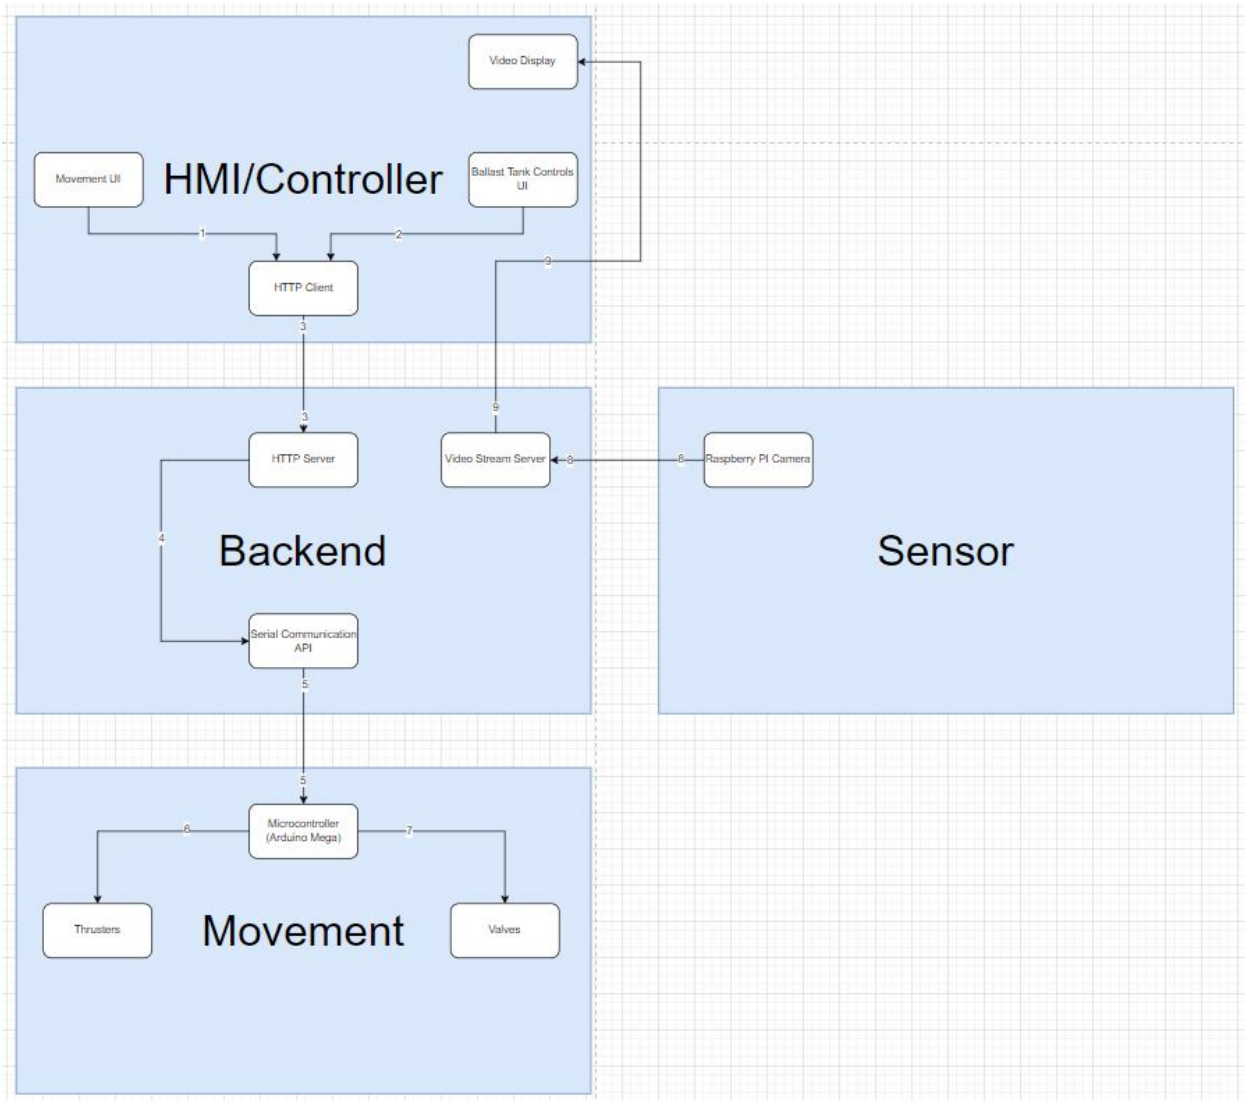 Video Display
Movement UI
HMI/Controller
Ballast Tank Controls
UI
1
2
HTTP Client
9
3
3
9
HTTP Server
Video Stream Server
8
8
Raspberry PI Camera
4
Backend
Sensor
Serial Communication
API
5
5
Microcontroller
(Arduino Mega)
6
7
Thrusters
Movement
Valves